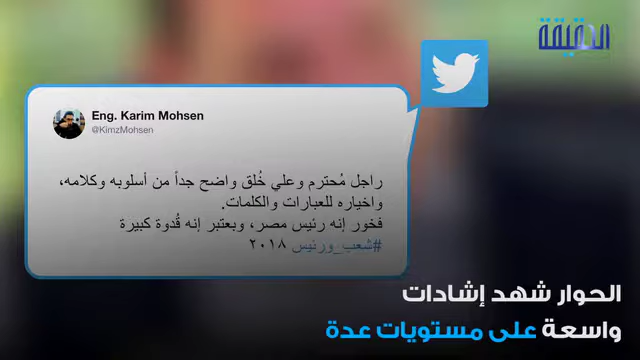 الحقيقة
Eng. Karim Mohsen
@KimzMohsen
راجل مُحترم وعلي خُلق واضح جداً من أسلوبه وكلامه،
واخياره للعبارات والكلمات.
فخور إنه رئيس مصر، وبعتبر إنه قُدوة كبيرة
#شعب_ورئيس ٢٠١٨
الحوار شهد إشادات
واسعة على مستويات عدة